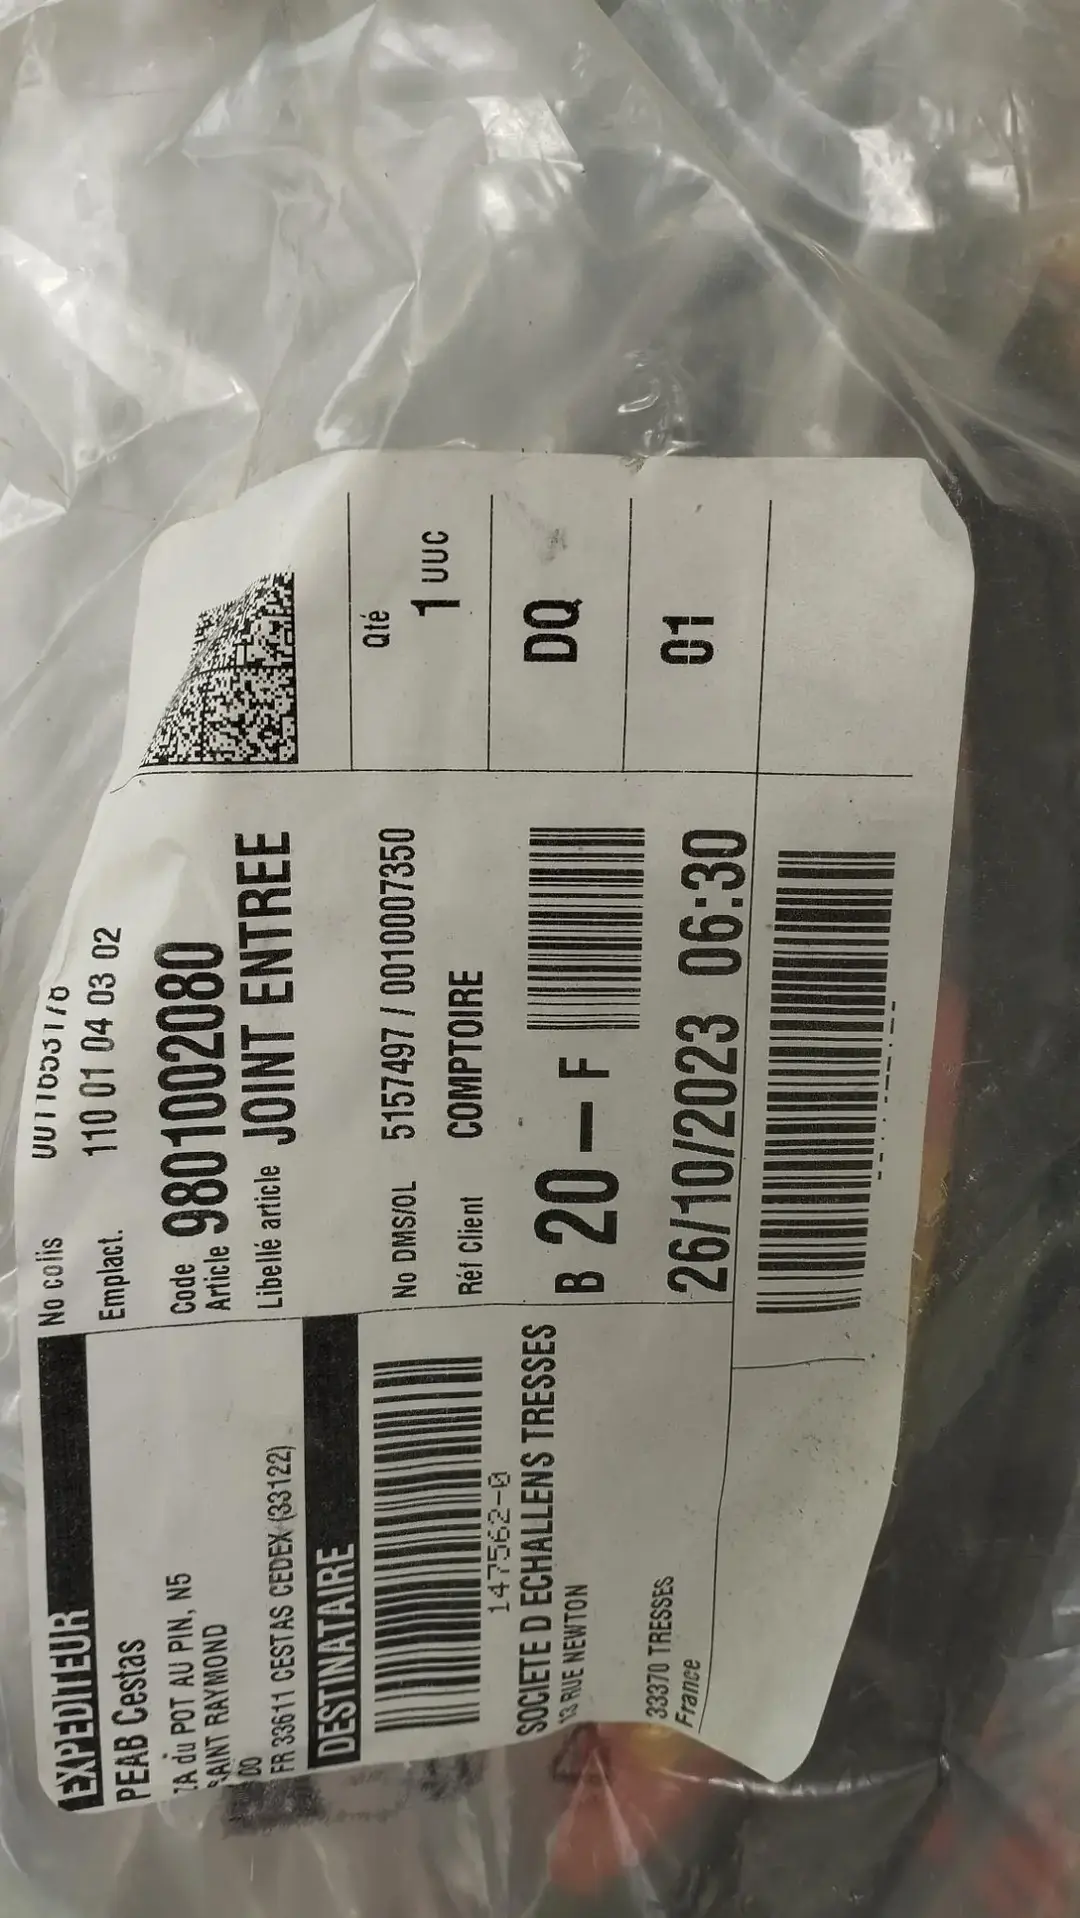 EXPEDITEUR
PEAB Cestas
ZA du POT AU PIN, N5
SAINT RAYMOND
00
FR 33611 CESTAS CEDEX (33122)
DESTINATAIRE
147562-0
SOCIETE D ECHALLENS TRESSES
13 RUE NEWTON
33370 TRESSES
France
No colis
Emplact. 110 01 04 03 02
Code Article 9801002080
Libellé article JOINT ENTREE
No DMS/OL 5157497 / 0010007350
Réf Client COMPTOIRE
B 20 — F
26/10/2023 06:30
Qté
1 UUC
DQ
01